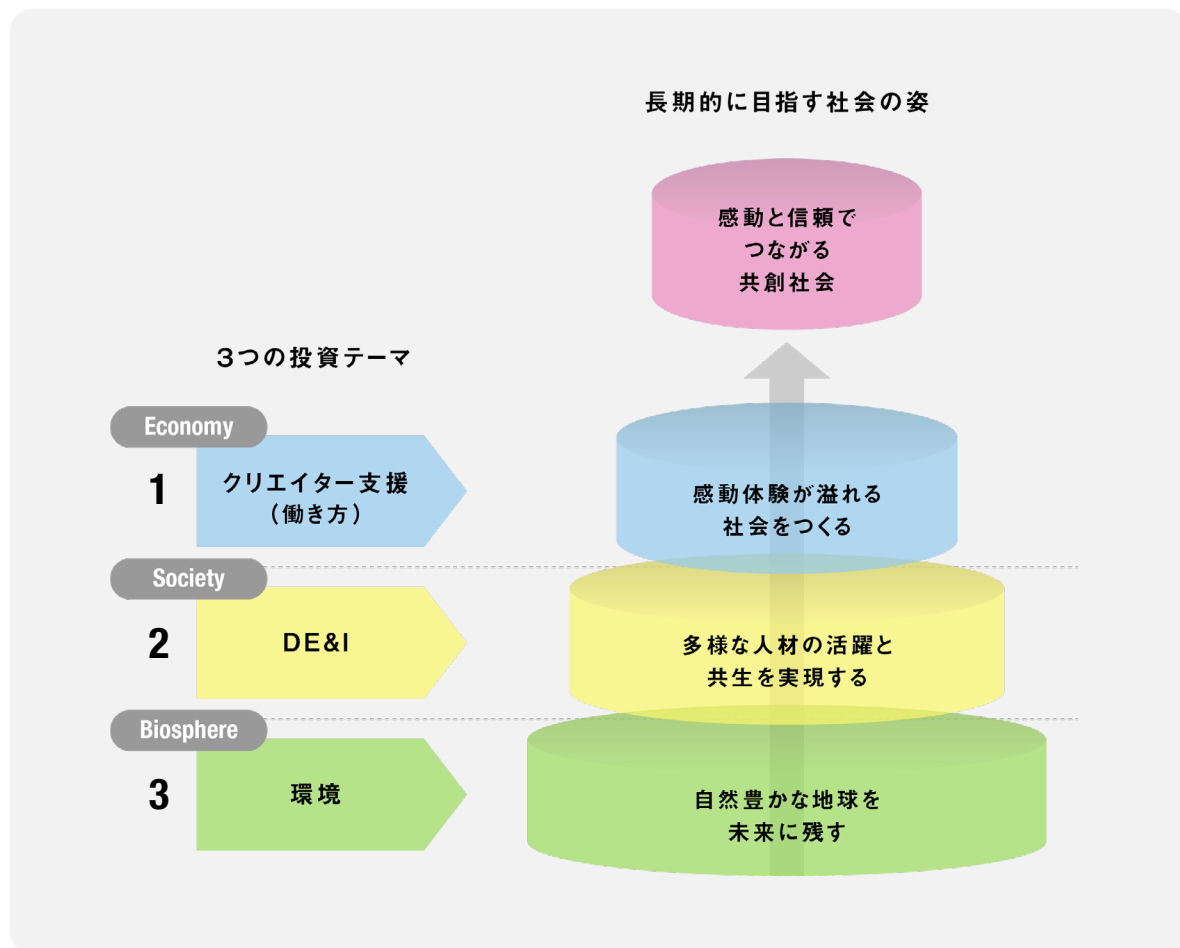 長期的に目指す社会の姿
感動と信頼で
つながる
共創社会
3つの投資テーマ
Economy
1
クリエイター支援
（働き方）
感動体験が溢れる
社会をつくる
Society
2
DE&I
多様な人材の活躍と
共生を実現する
Biosphere
3
環境
自然豊かな地球を
未来に残す